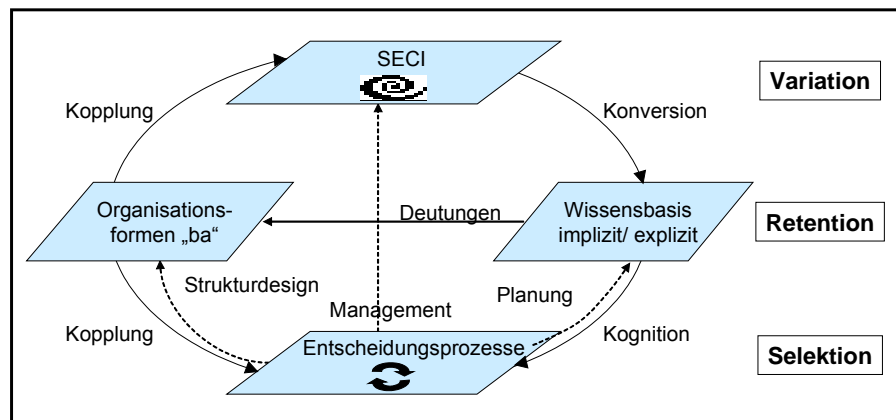 SECI
Variation
Kopplung
Konversion
Organisations-
formen „ba“
Deutungen
Wissensbasis
implizit/ explizit
Retention
Strukturdesign
Management
Planung
Kopplung
Entscheidungsprozesse
Kognition
Selektion